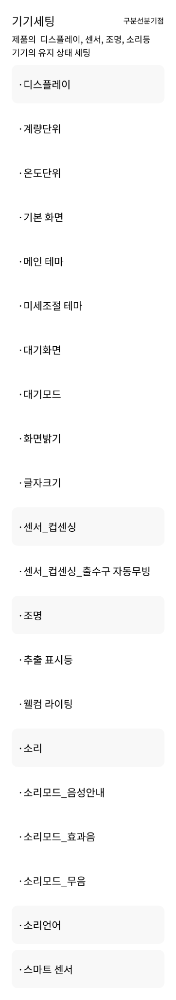 기기세팅 구분선분기점
제품의 디스플레이, 센서, 조명, 소리등
기기의 유지 상태 세팅
· 디스플레이
· 계량단위
· 온도단위
· 기본 화면
· 메인 테마
· 미세조절 테마
· 대기화면
· 대기모드
· 화면밝기
· 글자크기
· 센서_컵센싱
· 센서_컵센싱_출수구 자동무빙
· 조명
· 추출 표시등
· 웰컴 라이팅
· 소리
· 소리모드_음성안내
· 소리모드_효과음
· 소리모드_무음
· 소리언어
· 스마트 센서